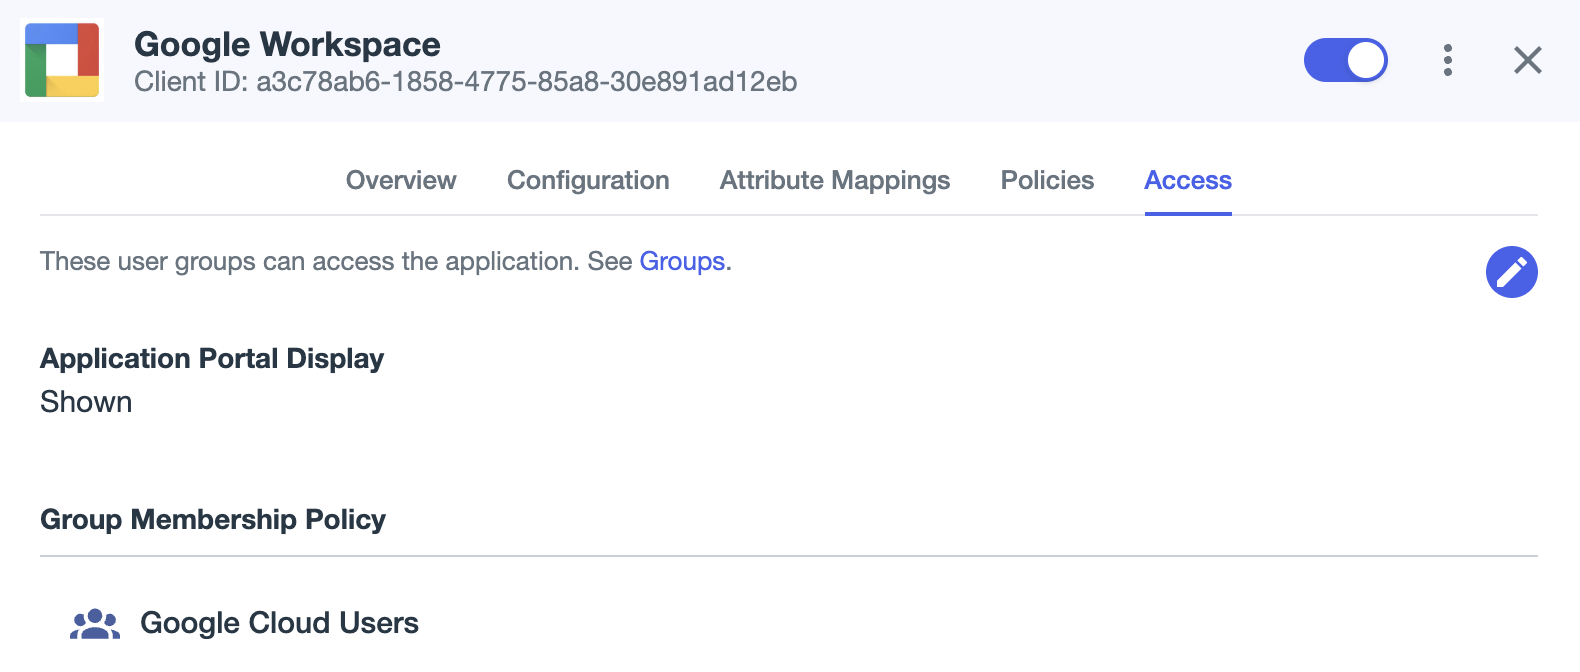 Google Workspace
Client ID: a3c78ab6-1858-4775-85a8-30e891ad12eb
Overview Configuration Attribute Mappings Policies Access
These user groups can access the application. See Groups.
Application Portal Display
Shown
Group Membership Policy
Google Cloud Users